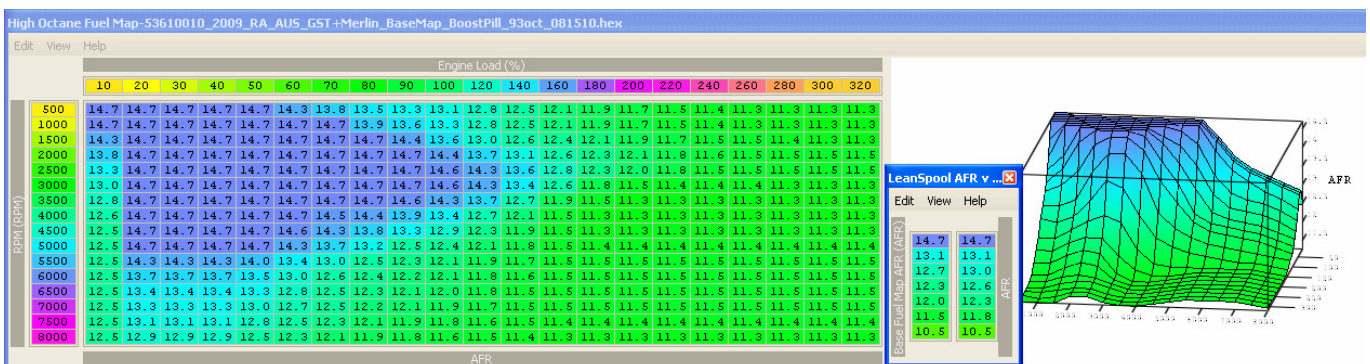 High Octane Fuel Map-53610010_2009_RA_AUS_GST+Merlin_BaseMap_BoostPill_93oct_081510.hex
Edit View Help
Engine Load (%)
10 20 30 40 50 60 70 80 90 100 120 140 160 180 200 220 240 260 280 300 320
RPM (RPM)
500 14.7 14.7 14.7 14.7 14.7 14.3 13.8 13.5 13.3 13.1 12.8 12.5 12.1 11.9 11.7 11.5 11.4 11.3 11.3 11.3 11.3
1000 14.7 14.7 14.7 14.7 14.7 14.7 14.7 13.9 13.6 13.3 12.8 12.5 12.1 11.9 11.7 11.5 11.4 11.3 11.3 11.3 11.3
1500 14.3 14.7 14.7 14.7 14.7 14.7 14.7 14.7 14.4 13.6 13.0 12.6 12.4 12.1 11.9 11.7 11.5 11.5 11.4 11.3 11.3
2000 13.8 14.7 14.7 14.7 14.7 14.7 14.7 14.7 14.7 14.4 13.7 13.1 12.6 12.3 12.1 11.8 11.6 11.5 11.5 11.5 11.5
2500 13.3 14.7 14.7 14.7 14.7 14.7 14.7 14.7 14.7 14.6 14.3 13.6 12.8 12.3 12.0 11.8 11.5 11.5 11.5 11.5 11.5
3000 13.0 14.7 14.7 14.7 14.7 14.7 14.7 14.7 14.7 14.6 14.3 13.4 12.6 11.8 11.5 11.4 11.4 11.4 11.3 11.3 11.3
3500 12.8 14.7 14.7 14.7 14.7 14.7 14.7 14.7 14.6 14.3 13.7 12.7 11.9 11.5 11.3 11.3 11.3 11.3 11.3 11.3 11.3
4000 12.6 14.7 14.7 14.7 14.7 14.7 14.5 14.4 13.9 13.4 12.7 12.1 11.5 11.3 11.3 11.3 11.3 11.3 11.3 11.3 11.3
4500 12.5 14.7 14.7 14.7 14.7 14.6 14.3 13.8 13.3 12.9 12.3 11.9 11.5 11.3 11.3 11.3 11.3 11.3 11.3 11.3 11.3
5000 12.5 14.7 14.7 14.7 14.7 14.3 13.7 13.2 12.5 12.4 12.1 11.8 11.5 11.4 11.4 11.4 11.4 11.4 11.4 11.4 11.4
5500 12.5 14.3 14.3 14.3 14.0 13.4 13.0 12.5 12.3 12.1 11.9 11.7 11.5 11.5 11.5 11.5 11.5 11.5 11.5 11.4 11.4
6000 12.5 13.7 13.7 13.7 13.5 13.0 12.6 12.4 12.2 12.1 11.8 11.6 11.5 11.5 11.5 11.5 11.5 11.5 11.5 11.5 11.5
6500 12.5 13.4 13.4 13.4 13.3 12.8 12.5 12.3 12.1 12.0 11.8 11.5 11.5 11.5 11.5 11.5 11.5 11.5 11.5 11.5 11.5
7000 12.5 13.3 13.3 13.3 13.0 12.7 12.5 12.2 12.1 11.9 11.7 11.5 11.5 11.5 11.5 11.5 11.5 11.5 11.5 11.5 11.5
7500 12.5 13.1 13.1 13.1 12.8 12.5 12.3 12.1 11.9 11.8 11.6 11.5 11.4 11.4 11.4 11.4 11.4 11.4 11.4 11.4 11.4
8000 12.5 12.9 12.9 12.9 12.5 12.3 12.1 11.9 11.8 11.6 11.5 11.4 11.3 11.3 11.3 11.3 11.3 11.3 11.3 11.3 11.3
AFR
LeanSpool AFR v ...
Edit View Help
Base Fuel Map AFR (AFR)
14.7 14.7
13.1 13.1
12.7 13.0
12.3 12.6
12.0 12.3
11.5 11.8
10.5 10.5
AFR
AFR